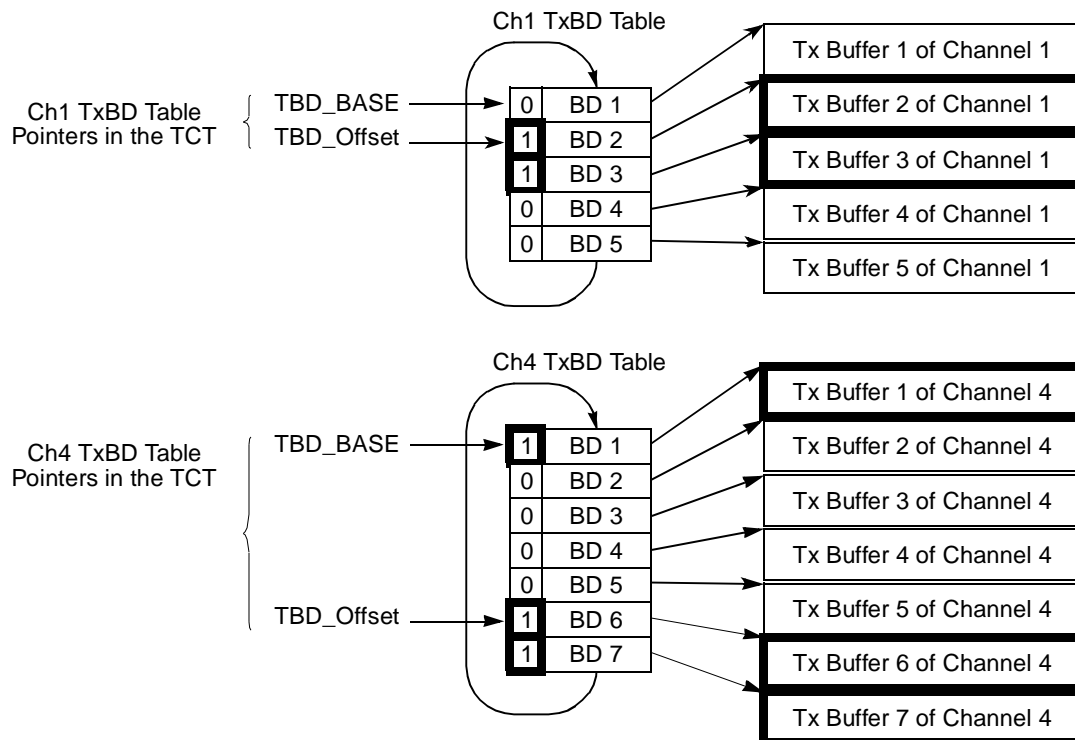 Ch1 TxBD Table
Ch1 TxBD Table
Pointers in the TCT
TBD_BASE
TBD_Offset
0 BD 1
1 BD 2
1 BD 3
0 BD 4
0 BD 5
Tx Buffer 1 of Channel 1
Tx Buffer 2 of Channel 1
Tx Buffer 3 of Channel 1
Tx Buffer 4 of Channel 1
Tx Buffer 5 of Channel 1
Ch4 TxBD Table
Ch4 TxBD Table
Pointers in the TCT
TBD_BASE
TBD_Offset
1 BD 1
0 BD 2
0 BD 3
0 BD 4
0 BD 5
1 BD 6
1 BD 7
Tx Buffer 1 of Channel 4
Tx Buffer 2 of Channel 4
Tx Buffer 3 of Channel 4
Tx Buffer 4 of Channel 4
Tx Buffer 5 of Channel 4
Tx Buffer 6 of Channel 4
Tx Buffer 7 of Channel 4